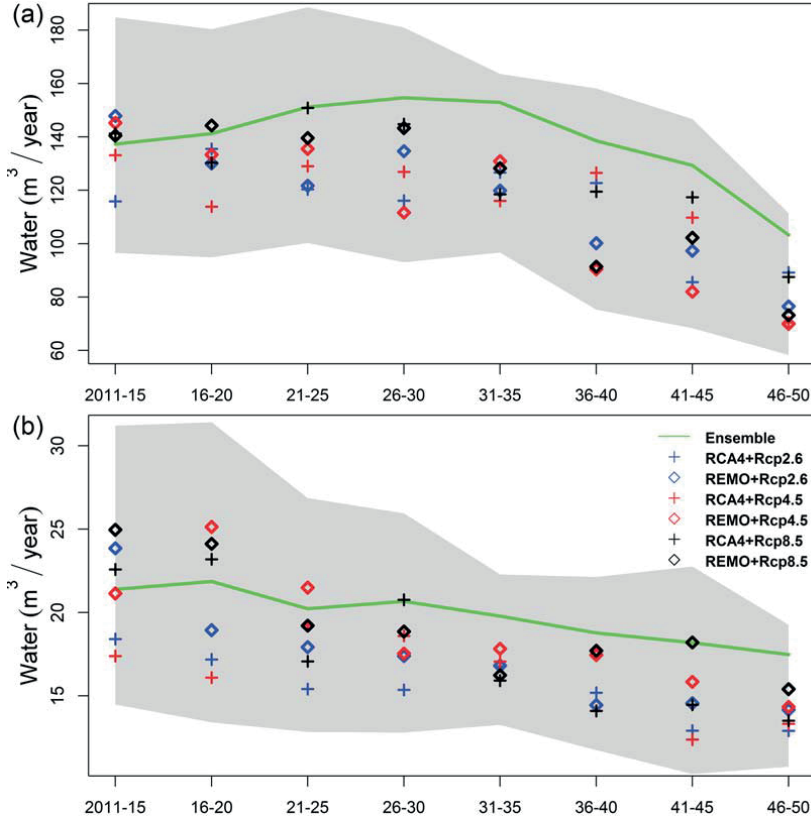 (a)
Water (m³ / year)
180
160
140
120
100
80
60
2011-15 16-20 21-25 26-30 31-35 36-40 41-45 46-50
(b)
Water (m³ / year)
30
25
20
15
Ensemble
RCA4+Rcp2.6
REMO+Rcp2.6
RCA4+Rcp4.5
REMO+Rcp4.5
RCA4+Rcp8.5
REMO+Rcp8.5
2011-15 16-20 21-25 26-30 31-35 36-40 41-45 46-50